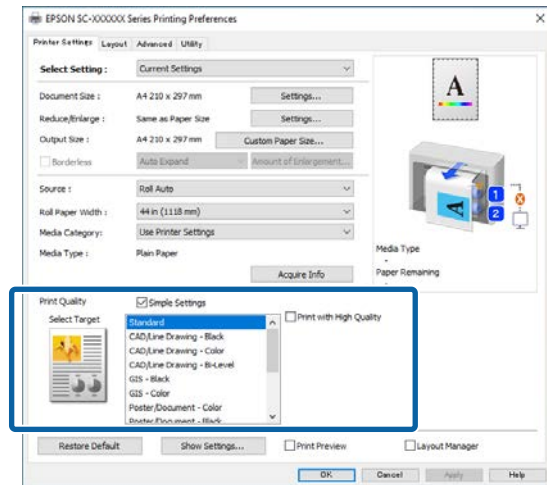 EPSON SC-XXXXXX Series Printing Preferences
Printer Settings Layout Advanced Utility
Select Setting : Current Settings
Document Size : A4 210 x 297 mm Settings...
Reduce/Enlarge : Same as Paper Size Settings...
Output Size : A4 210 x 297 mm Custom Paper Size...
Borderless Auto Expand Amount of Enlargement...
Source : Roll Auto
Roll Paper Width : 44 in (1118 mm)
Media Category: Use Printer Settings
Media Type : Plain Paper
Acquire Info
A
1
A
2
Media Type
-
Paper Remaining
-
Print Quality Simple Settings
Select Target
Standard
CAD/Line Drawing - Black
CAD/Line Drawing - Color
CAD/Line Drawing - Bi-Level
GIS - Black
GIS - Color
Poster/Document - Color
Poster/Document - Black
Print with High Quality
Restore Default Show Settings... Print Preview Layout Manager
OK Cancel Apply Help